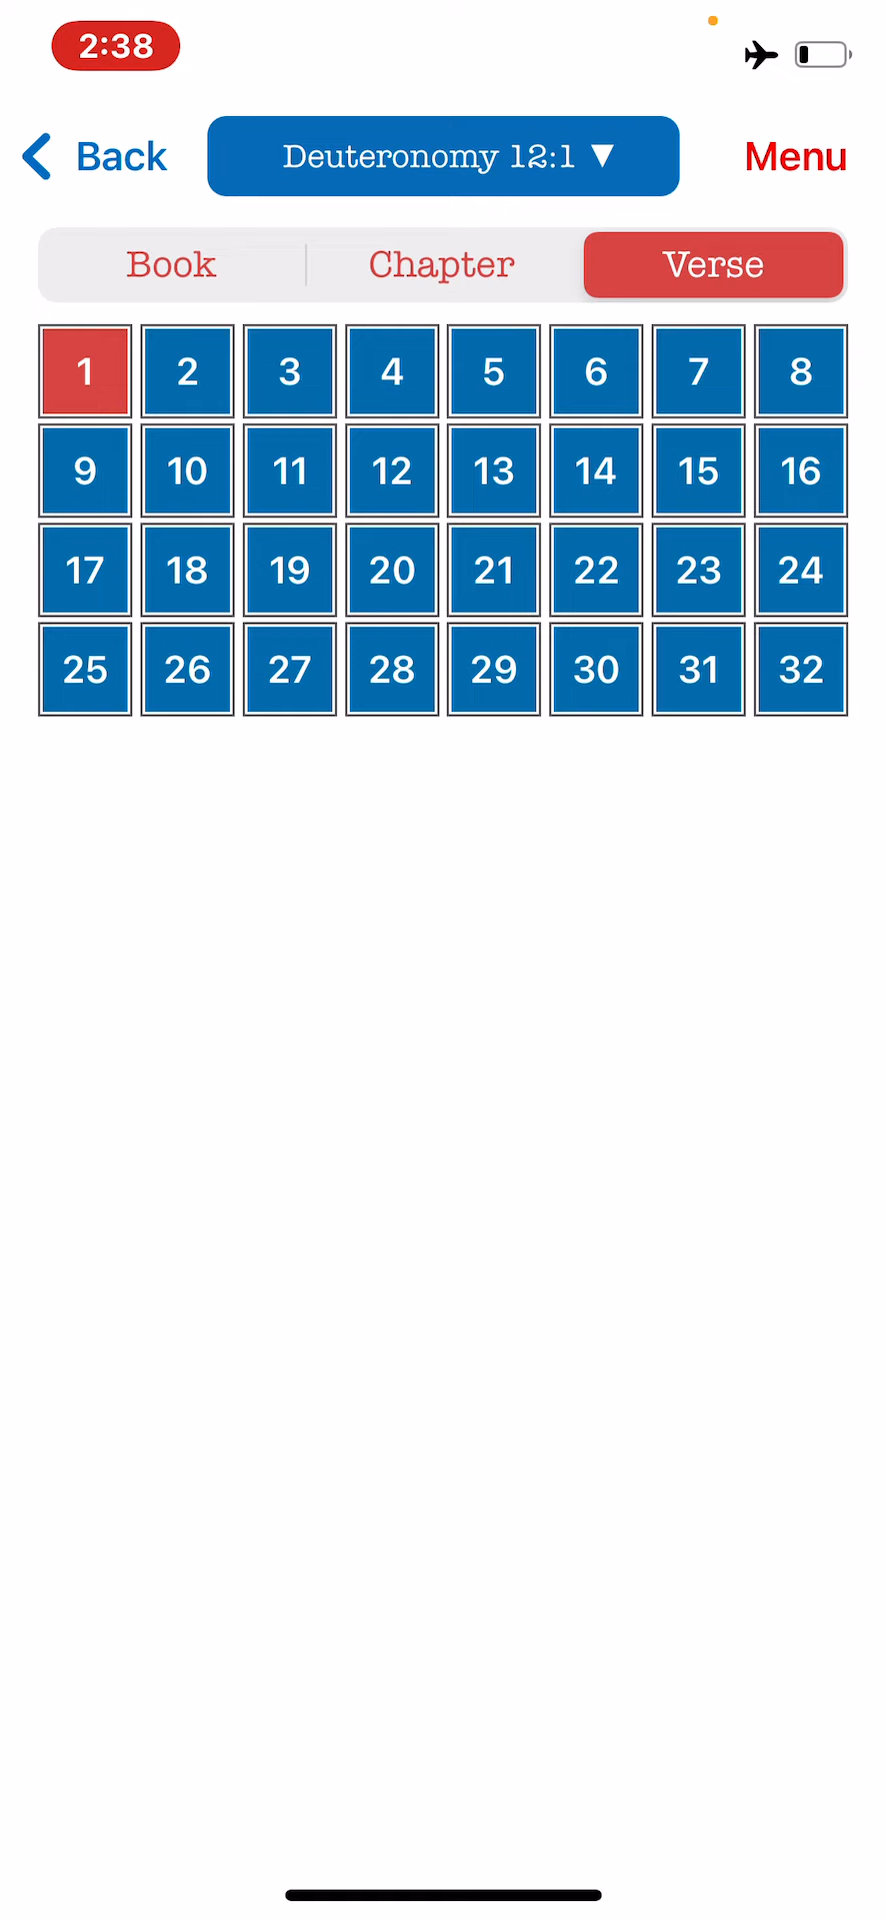 2:38
Back Deuteronomy 12:1 ▼ Menu
Book Chapter Verse
1 2 3 4 5 6 7 8
9 10 11 12 13 14 15 16
17 18 19 20 21 22 23 24
25 26 27 28 29 30 31 32